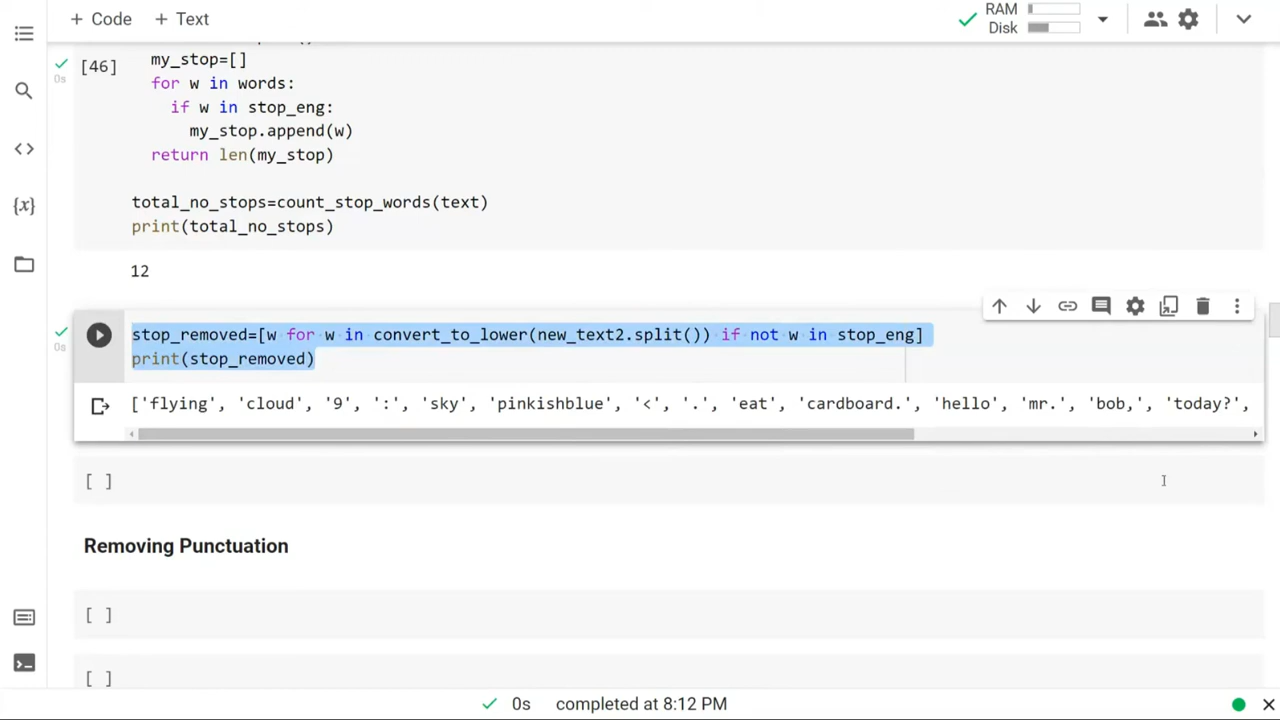 + Code + Text
RAM
Disk
[46]
0s
my_stop=[]
for w in words:
if w in stop_eng:
my_stop.append(w)
return len(my_stop)
total_no_stops=count_stop_words(text)
print(total_no_stops)
12
0s
stop_removed=[w for w in convert_to_lower(new_text2.split()) if not w in stop_eng]
print(stop_removed)
['flying', 'cloud', '9', ':', 'sky', 'pinkishblue', '<', '.', 'eat', 'cardboard.', 'hello', 'mr.', 'bob,', 'today?',
[ ]
Removing Punctuation
[ ]
[ ]
0s completed at 8:12 PM